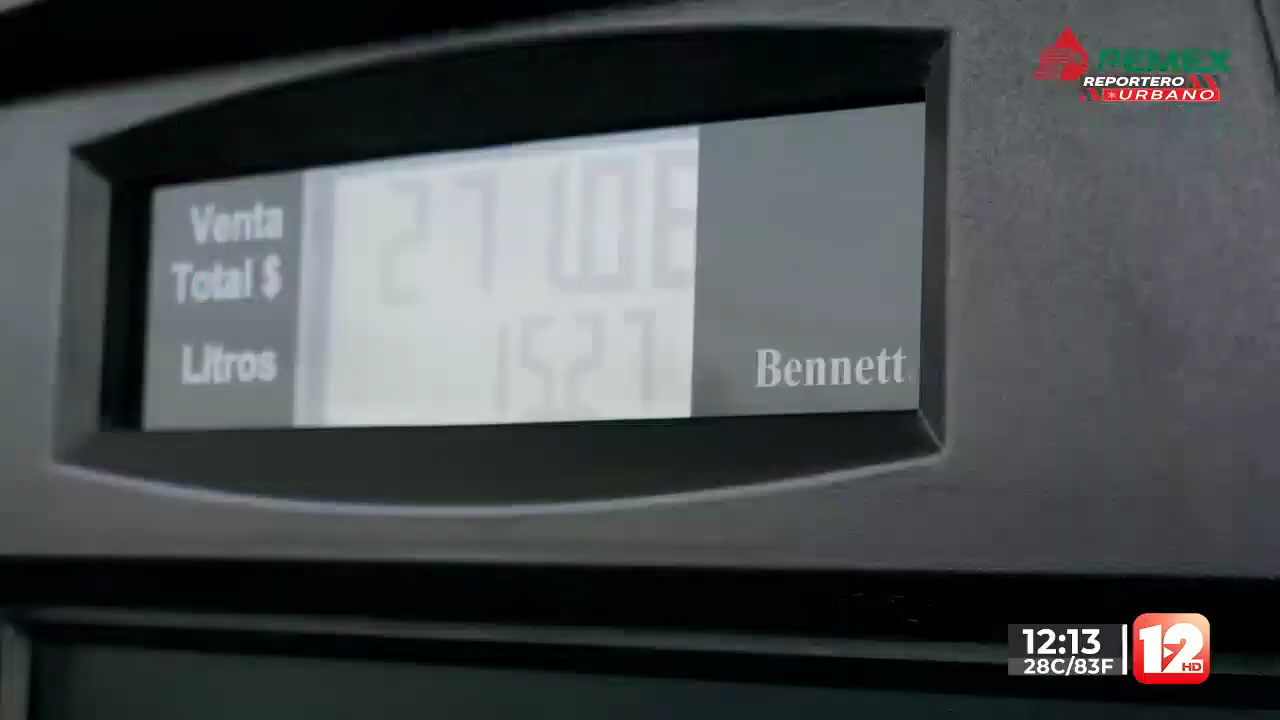 PEMEX
REPORTERO
URBANO
Venta
Total $
Litros
Bennett
12:13
28C/83F
12
HD